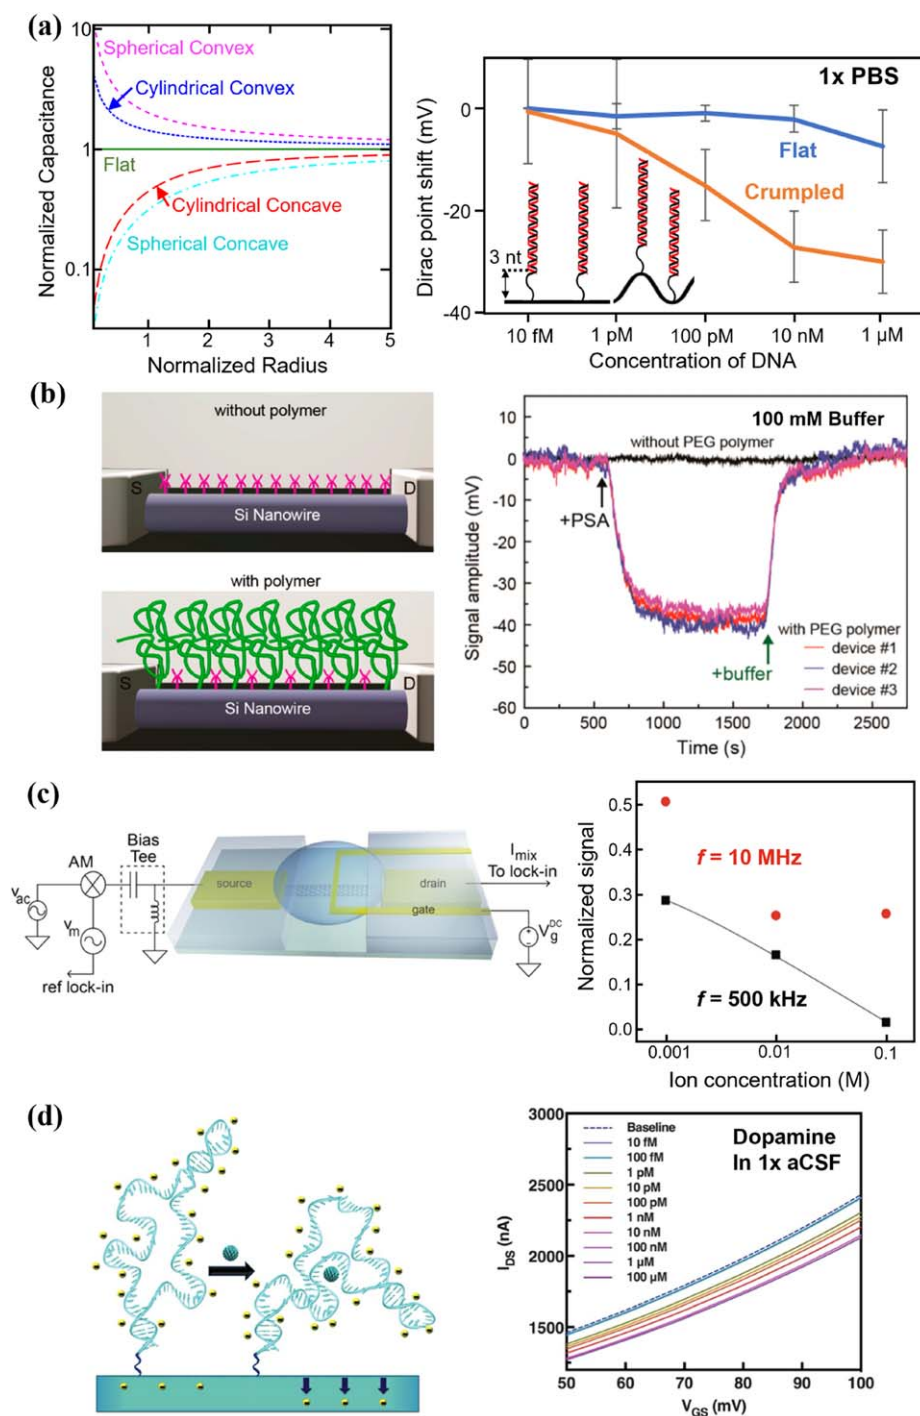 (a)
10
1
0.1
Normalized Capacitance
Spherical Convex
Cylindrical Convex
Flat
Cylindrical Concave
Spherical Concave
1 2 3 4 5
Normalized Radius
1x PBS
0
-20
-40
Dirac point shift (mV)
Flat
Crumpled
3 nt
10 fM 1 pM 100 pM 10 nM 1 µM
Concentration of DNA
(b)
without polymer
S D
Si Nanowire
with polymer
S D
Si Nanowire
100 mM Buffer
10
0
-10
-20
-30
-40
-50
-60
Signal amplitude (mV)
without PEG polymer
+PSA
+buffer
with PEG polymer
device #1
device #2
device #3
0 500 1000 1500 2000 2500
Time (s)
(c)
Bias
Tee
AM
vac
vm
ref lock-in
source
drain
gate
Imix
To lock-in
VgDC
0.5
0.4
0.3
0.2
0.1
0.0
Normalized signal
f = 10 MHz
f = 500 kHz
0.001 0.01 0.1
Ion concentration (M)
(d)
3000
2500
2000
1500
IDS (nA)
Baseline
10 fM
100 fM
1 pM
10 pM
100 pM
1 nM
10 nM
100 nM
1 µM
100 µM
Dopamine
In 1x aCSF
50 60 70 80 90 100
VGS (mV)